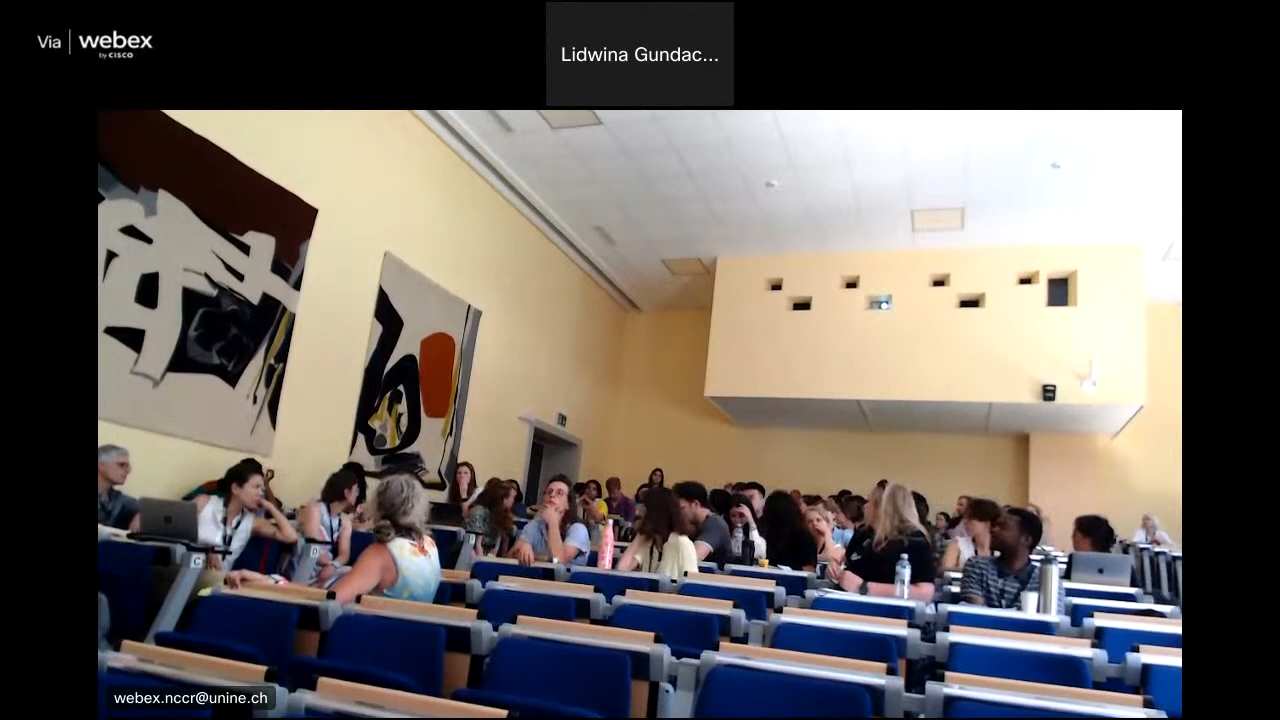 Via webex
by CISCO
Lidwina Gundac...
D
C
webex.nccr@unine.ch